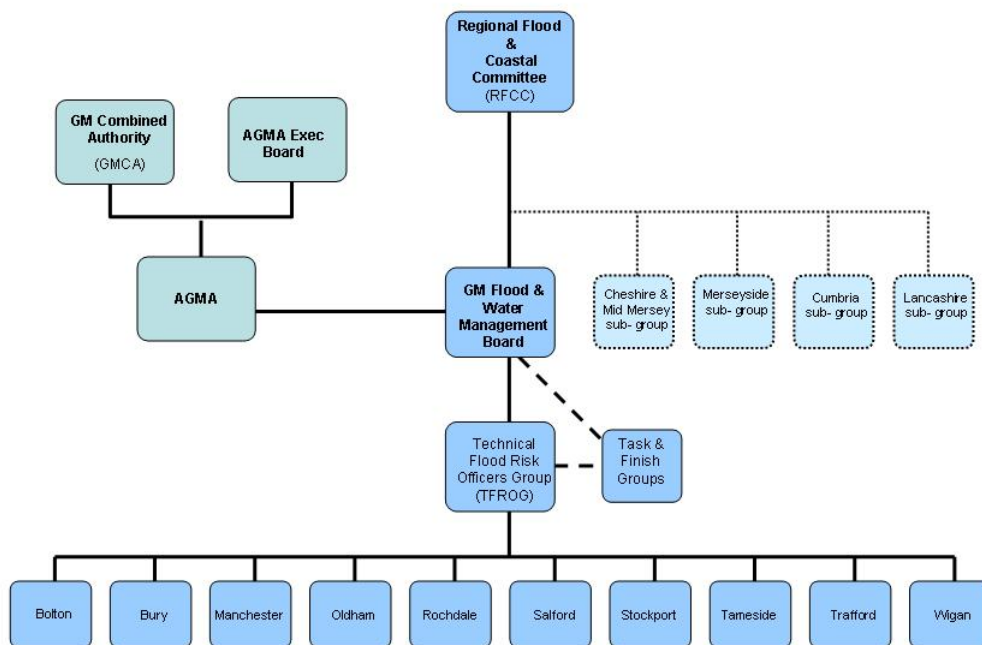 Regional Flood
&
Coastal
Committee
(RFCC)
GM Combined
Authority
(GMCA)
AGMA Exec
Board
AGMA
GM Flood &
Water
Management
Board
Cheshire &
Mid Mersey
sub- group
Merseyside
sub- group
Cumbria
sub- group
Lancashire
sub- group
Technical
Flood Risk
Officers Group
(TFROG)
Task &
Finish
Groups
Bolton
Bury
Manchester
Oldham
Rochdale
Salford
Stockport
Tameside
Trafford
Wigan